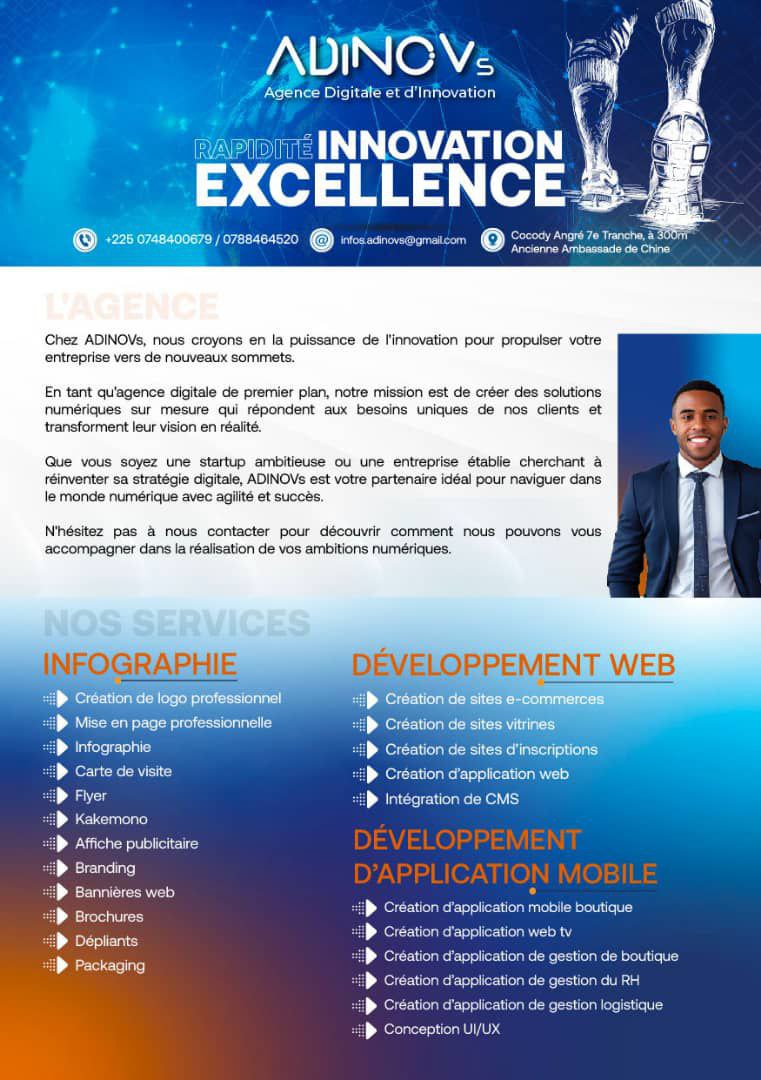 ADINOVs
Agence Digitale et d'Innovation
RAPIDITÉ INNOVATION
EXCELLENCE
+225 0748400679 / 0788464520
infos.adinovs@gmail.com
Cocody Angré 7e Tranche, à 300m
Ancienne Ambassade de Chine
L'AGENCE
Chez ADINOVs, nous croyons en la puissance de l'innovation pour propulser votre
entreprise vers de nouveaux sommets.
En tant qu'agence digitale de premier plan, notre mission est de créer des solutions
numériques sur mesure qui répondent aux besoins uniques de nos clients et
transforment leur vision en réalité.
Que vous soyez une startup ambitieuse ou une entreprise établie cherchant à
réinventer sa stratégie digitale, ADINOVs est votre partenaire idéal pour naviguer dans
le monde numérique avec agilité et succès.
N'hésitez pas à nous contacter pour découvrir comment nous pouvons vous
accompagner dans la réalisation de vos ambitions numériques.
NOS SERVICES
INFOGRAPHIE
Création de logo professionnel
Mise en page professionnelle
Infographie
Carte de visite
Flyer
Kakemono
Affiche publicitaire
Branding
Bannières web
Brochures
Dépliants
Packaging
DÉVELOPPEMENT WEB
Création de sites e-commerces
Création de sites vitrines
Création de sites d'inscriptions
Création d'application web
Intégration de CMS
DÉVELOPPEMENT
D'APPLICATION MOBILE
Création d'application mobile boutique
Création d'application web tv
Création d'application de gestion de boutique
Création d'application de gestion du RH
Création d'application de gestion logistique
Conception UI/UX